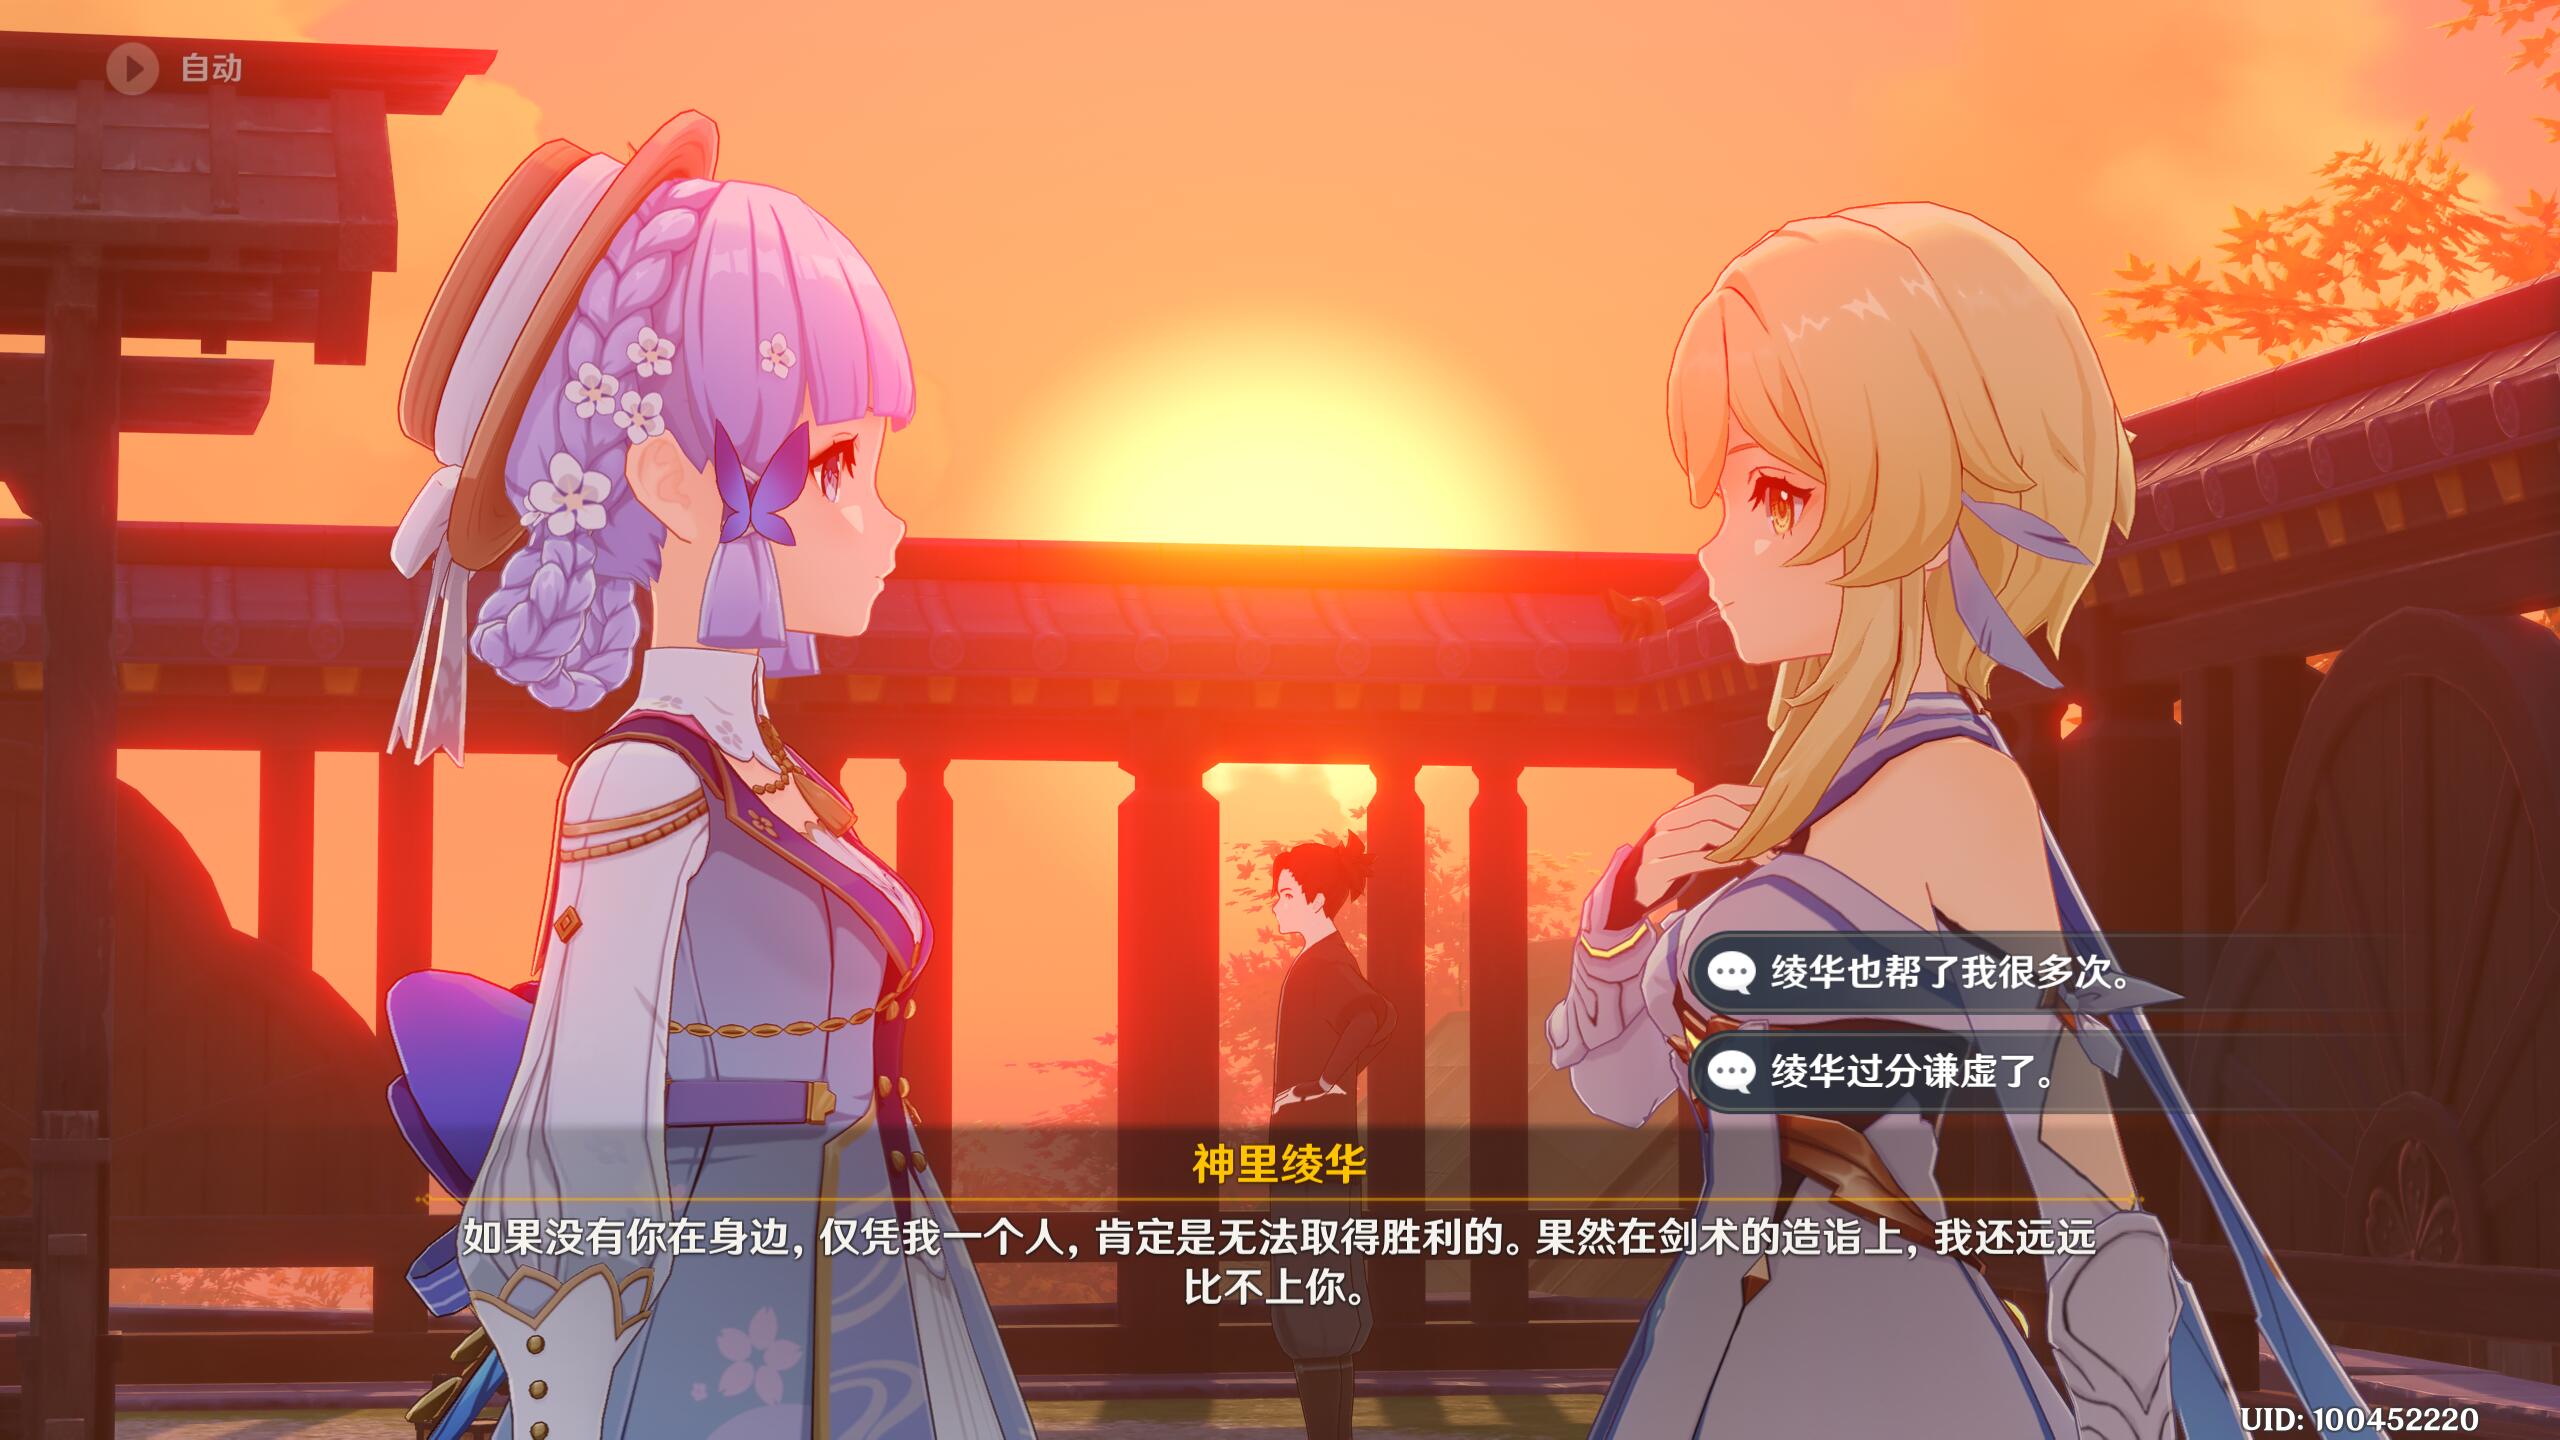 自动
绫华也帮了我很多次。
绫华过分谦虚了。
神里绫华
如果没有你在身边，仅凭我一个人，肯定是无法取得胜利的。果然在剑术的造诣上，我还远远
比不上你。
UID: 100452220